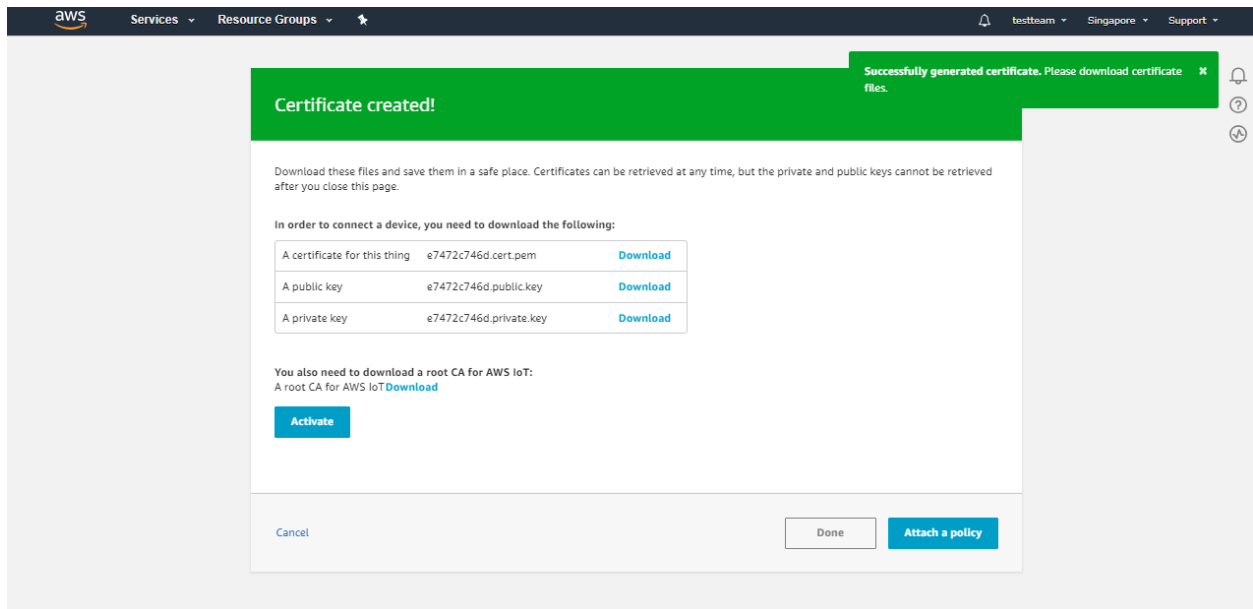 aws Services Resource Groups testteam Singapore Support
Successfully generated certificate. Please download certificate
files.
Certificate created!
Download these files and save them in a safe place. Certificates can be retrieved at any time, but the private and public keys cannot be retrieved
after you close this page.
In order to connect a device, you need to download the following:
A certificate for this thing e7472c746d.cert.pem Download
A public key e7472c746d.public.key Download
A private key e7472c746d.private.key Download
You also need to download a root CA for AWS IoT:
A root CA for AWS IoT Download
Activate
Cancel Done Attach a policy